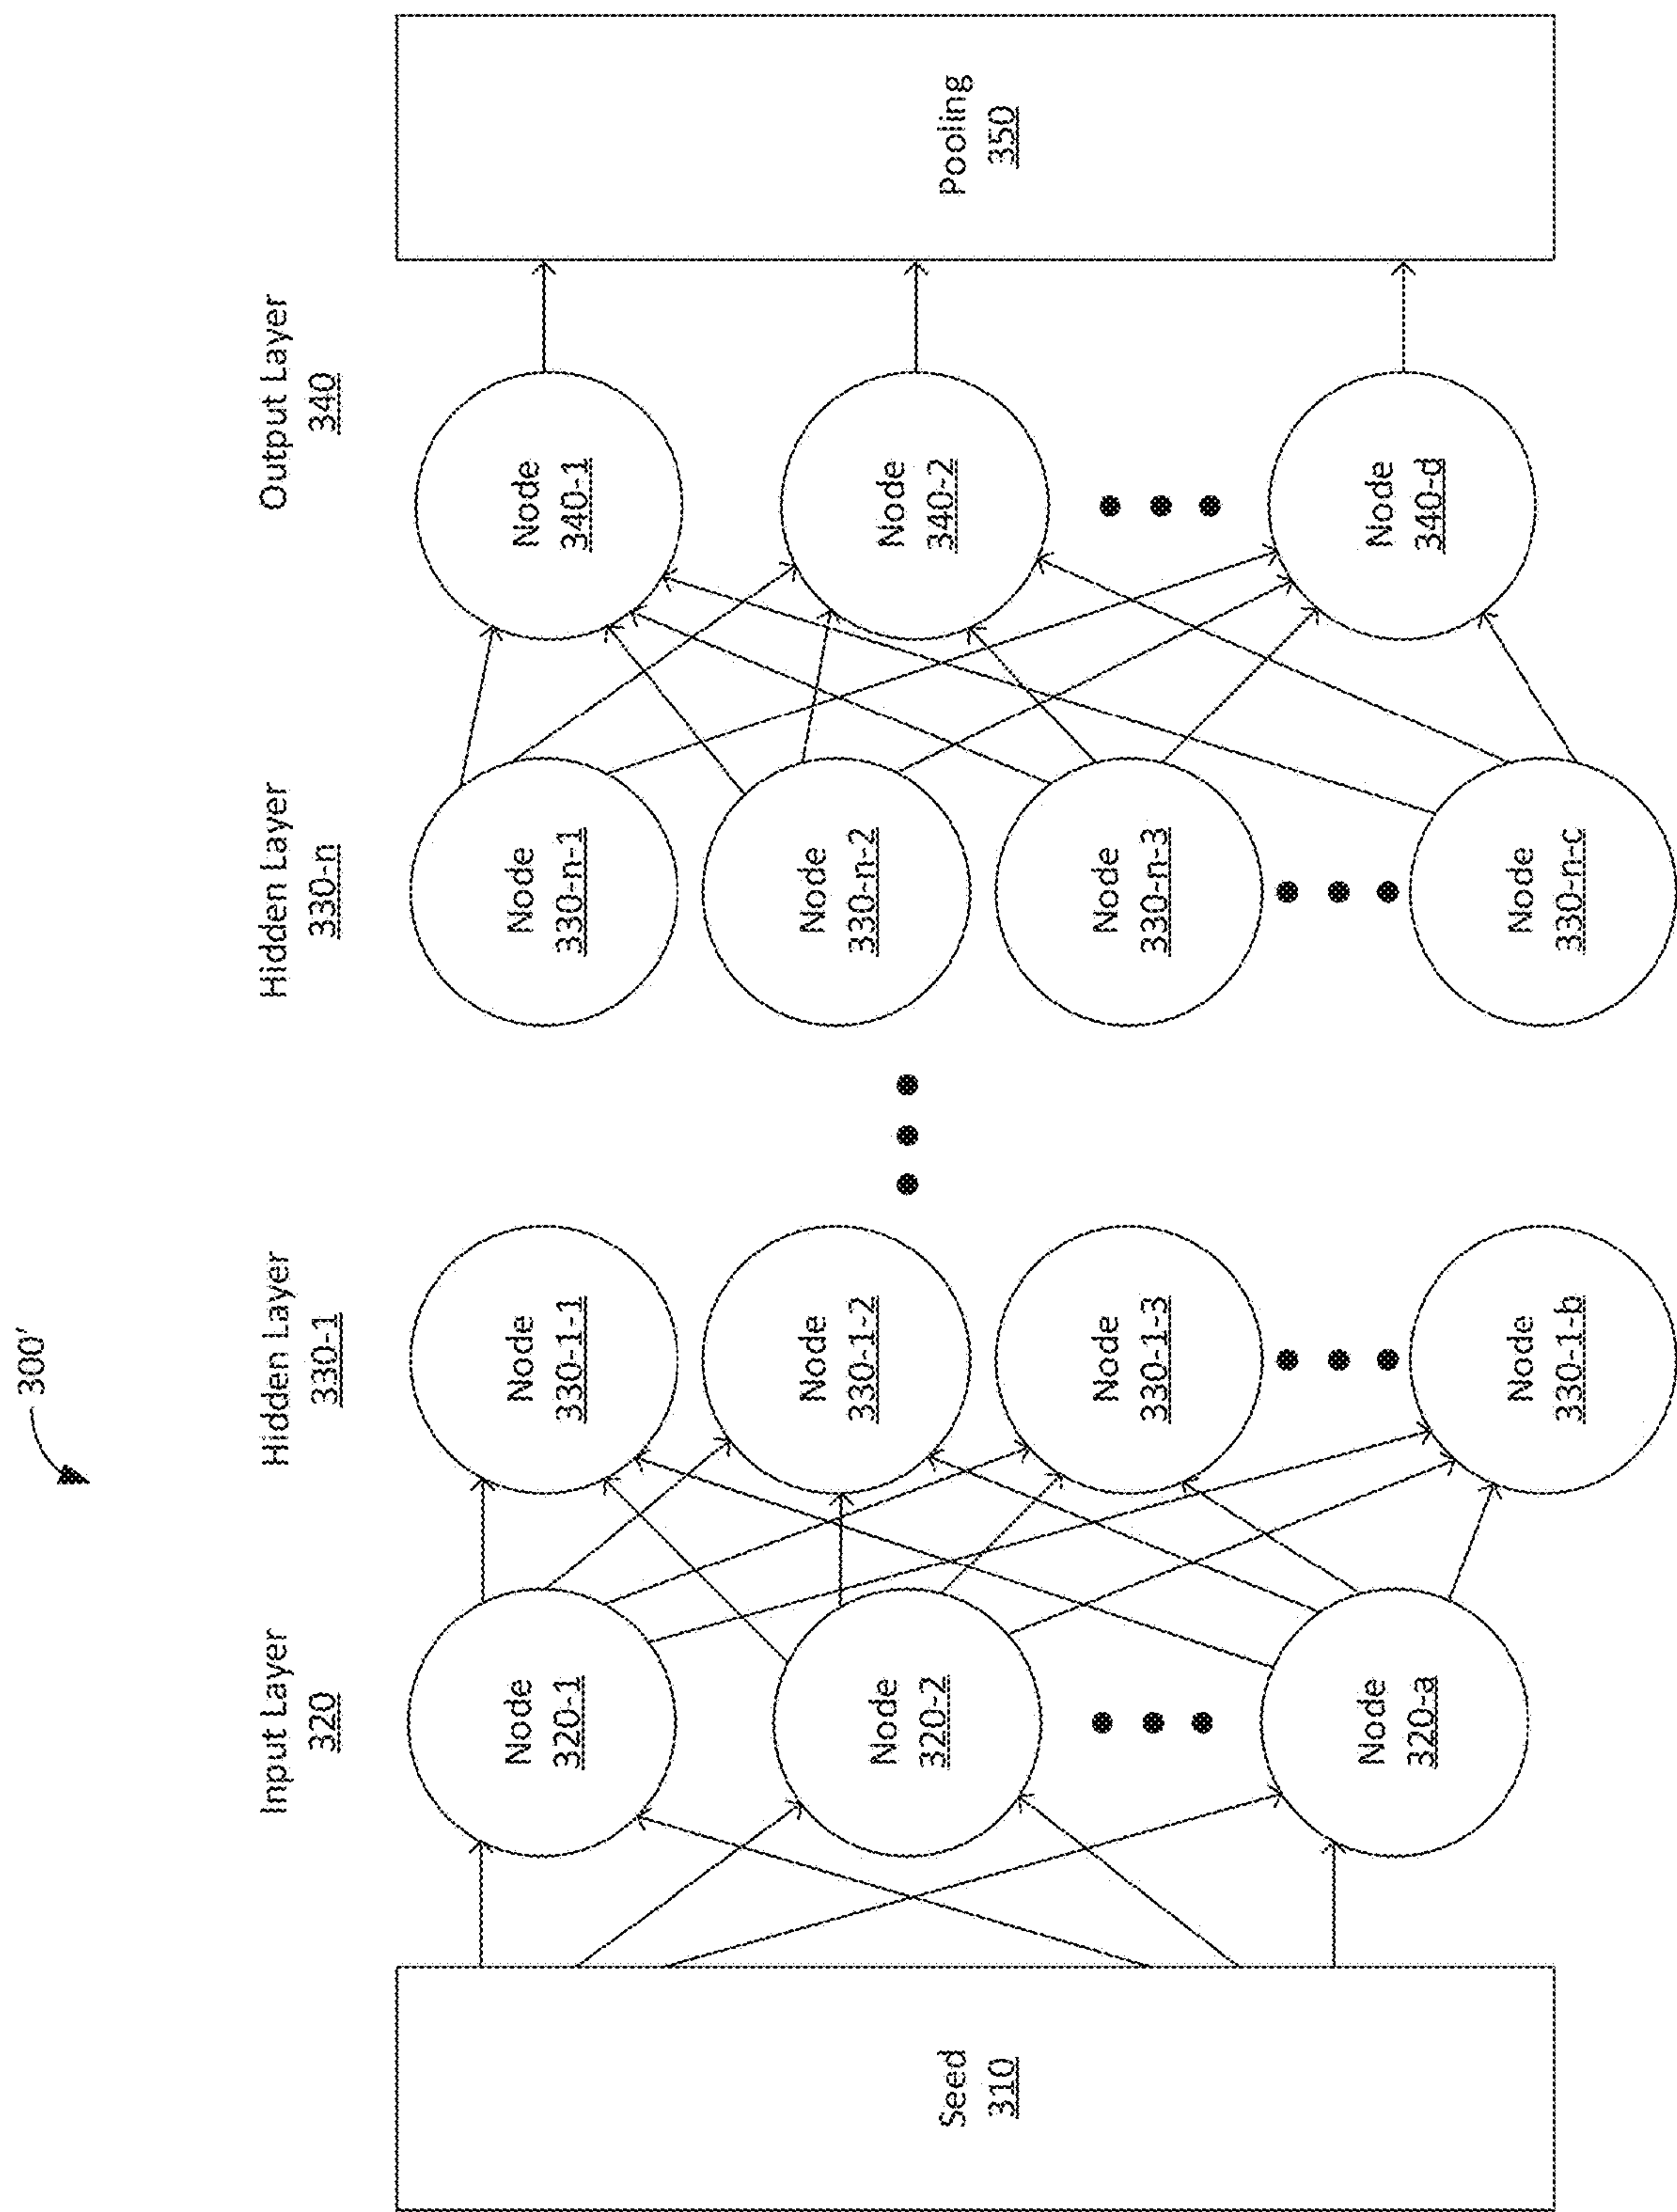 300'
Input Layer
320
Hidden Layer
330-1
Hidden Layer
330-n
Output Layer
340
Seed
310
Node
320-1
Node
320-2
Node
320-a
Node
330-1-1
Node
330-1-2
Node
330-1-3
Node
330-1-b
Node
330-n-1
Node
330-n-2
Node
330-n-3
Node
330-n-c
Node
340-1
Node
340-2
Node
340-d
Pooling
350